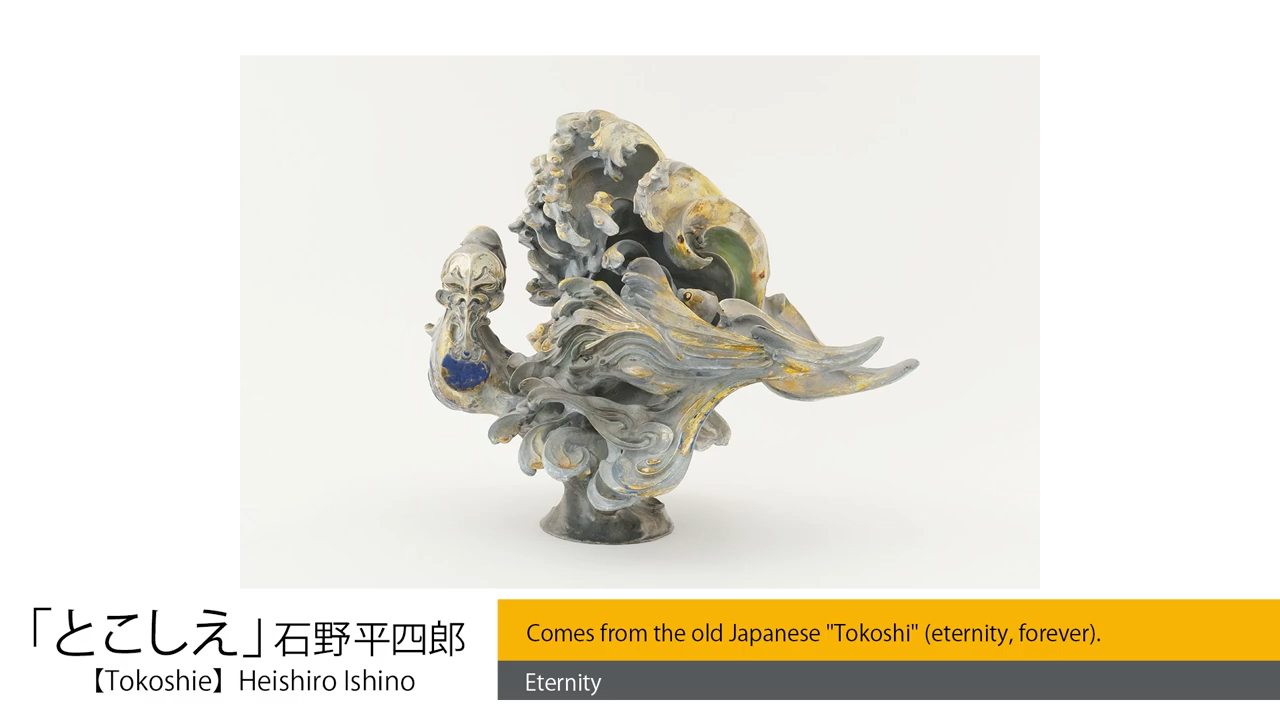 「とこしえ」石野平四郎
【Tokoshie】Heishiro Ishino
Comes from the old Japanese "Tokoshi" (eternity, forever).
Eternity